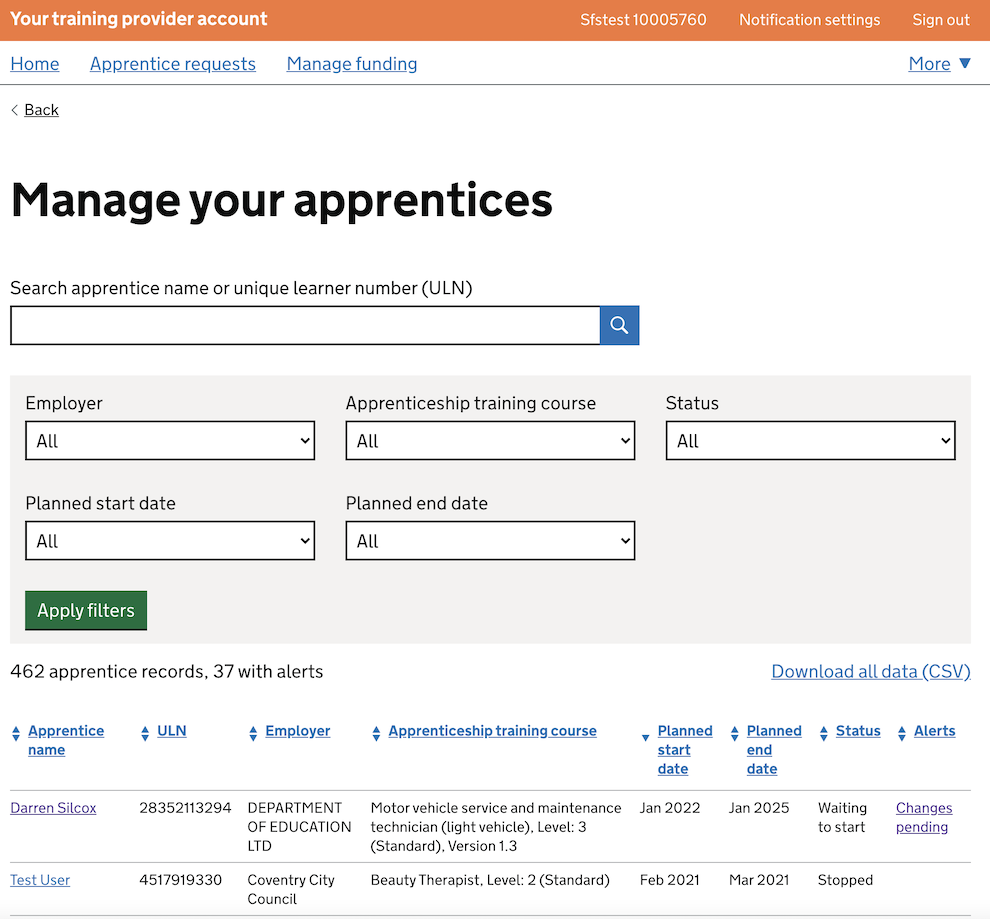 Your training provider account Sfstest 10005760 Notification settings Sign out
Home Apprentice requests Manage funding More ▼
Back
Manage your apprentices
Search apprentice name or unique learner number (ULN)
Employer Apprenticeship training course Status
All All All
Planned start date Planned end date
All All
Apply filters
462 apprentice records, 37 with alerts Download all data (CSV)
Apprentice ULN Employer Apprenticeship training course Planned Planned Status Alerts
name start end
date date
Darren Silcox 28352113294 DEPARTMENT Motor vehicle service and maintenance Jan 2022 Jan 2025 Waiting Changes
OF EDUCATION technician (light vehicle), Level: 3 to start pending
LTD (Standard), Version 1.3
Test User 4517919330 Coventry City Beauty Therapist, Level: 2 (Standard) Feb 2021 Mar 2021 Stopped
Council